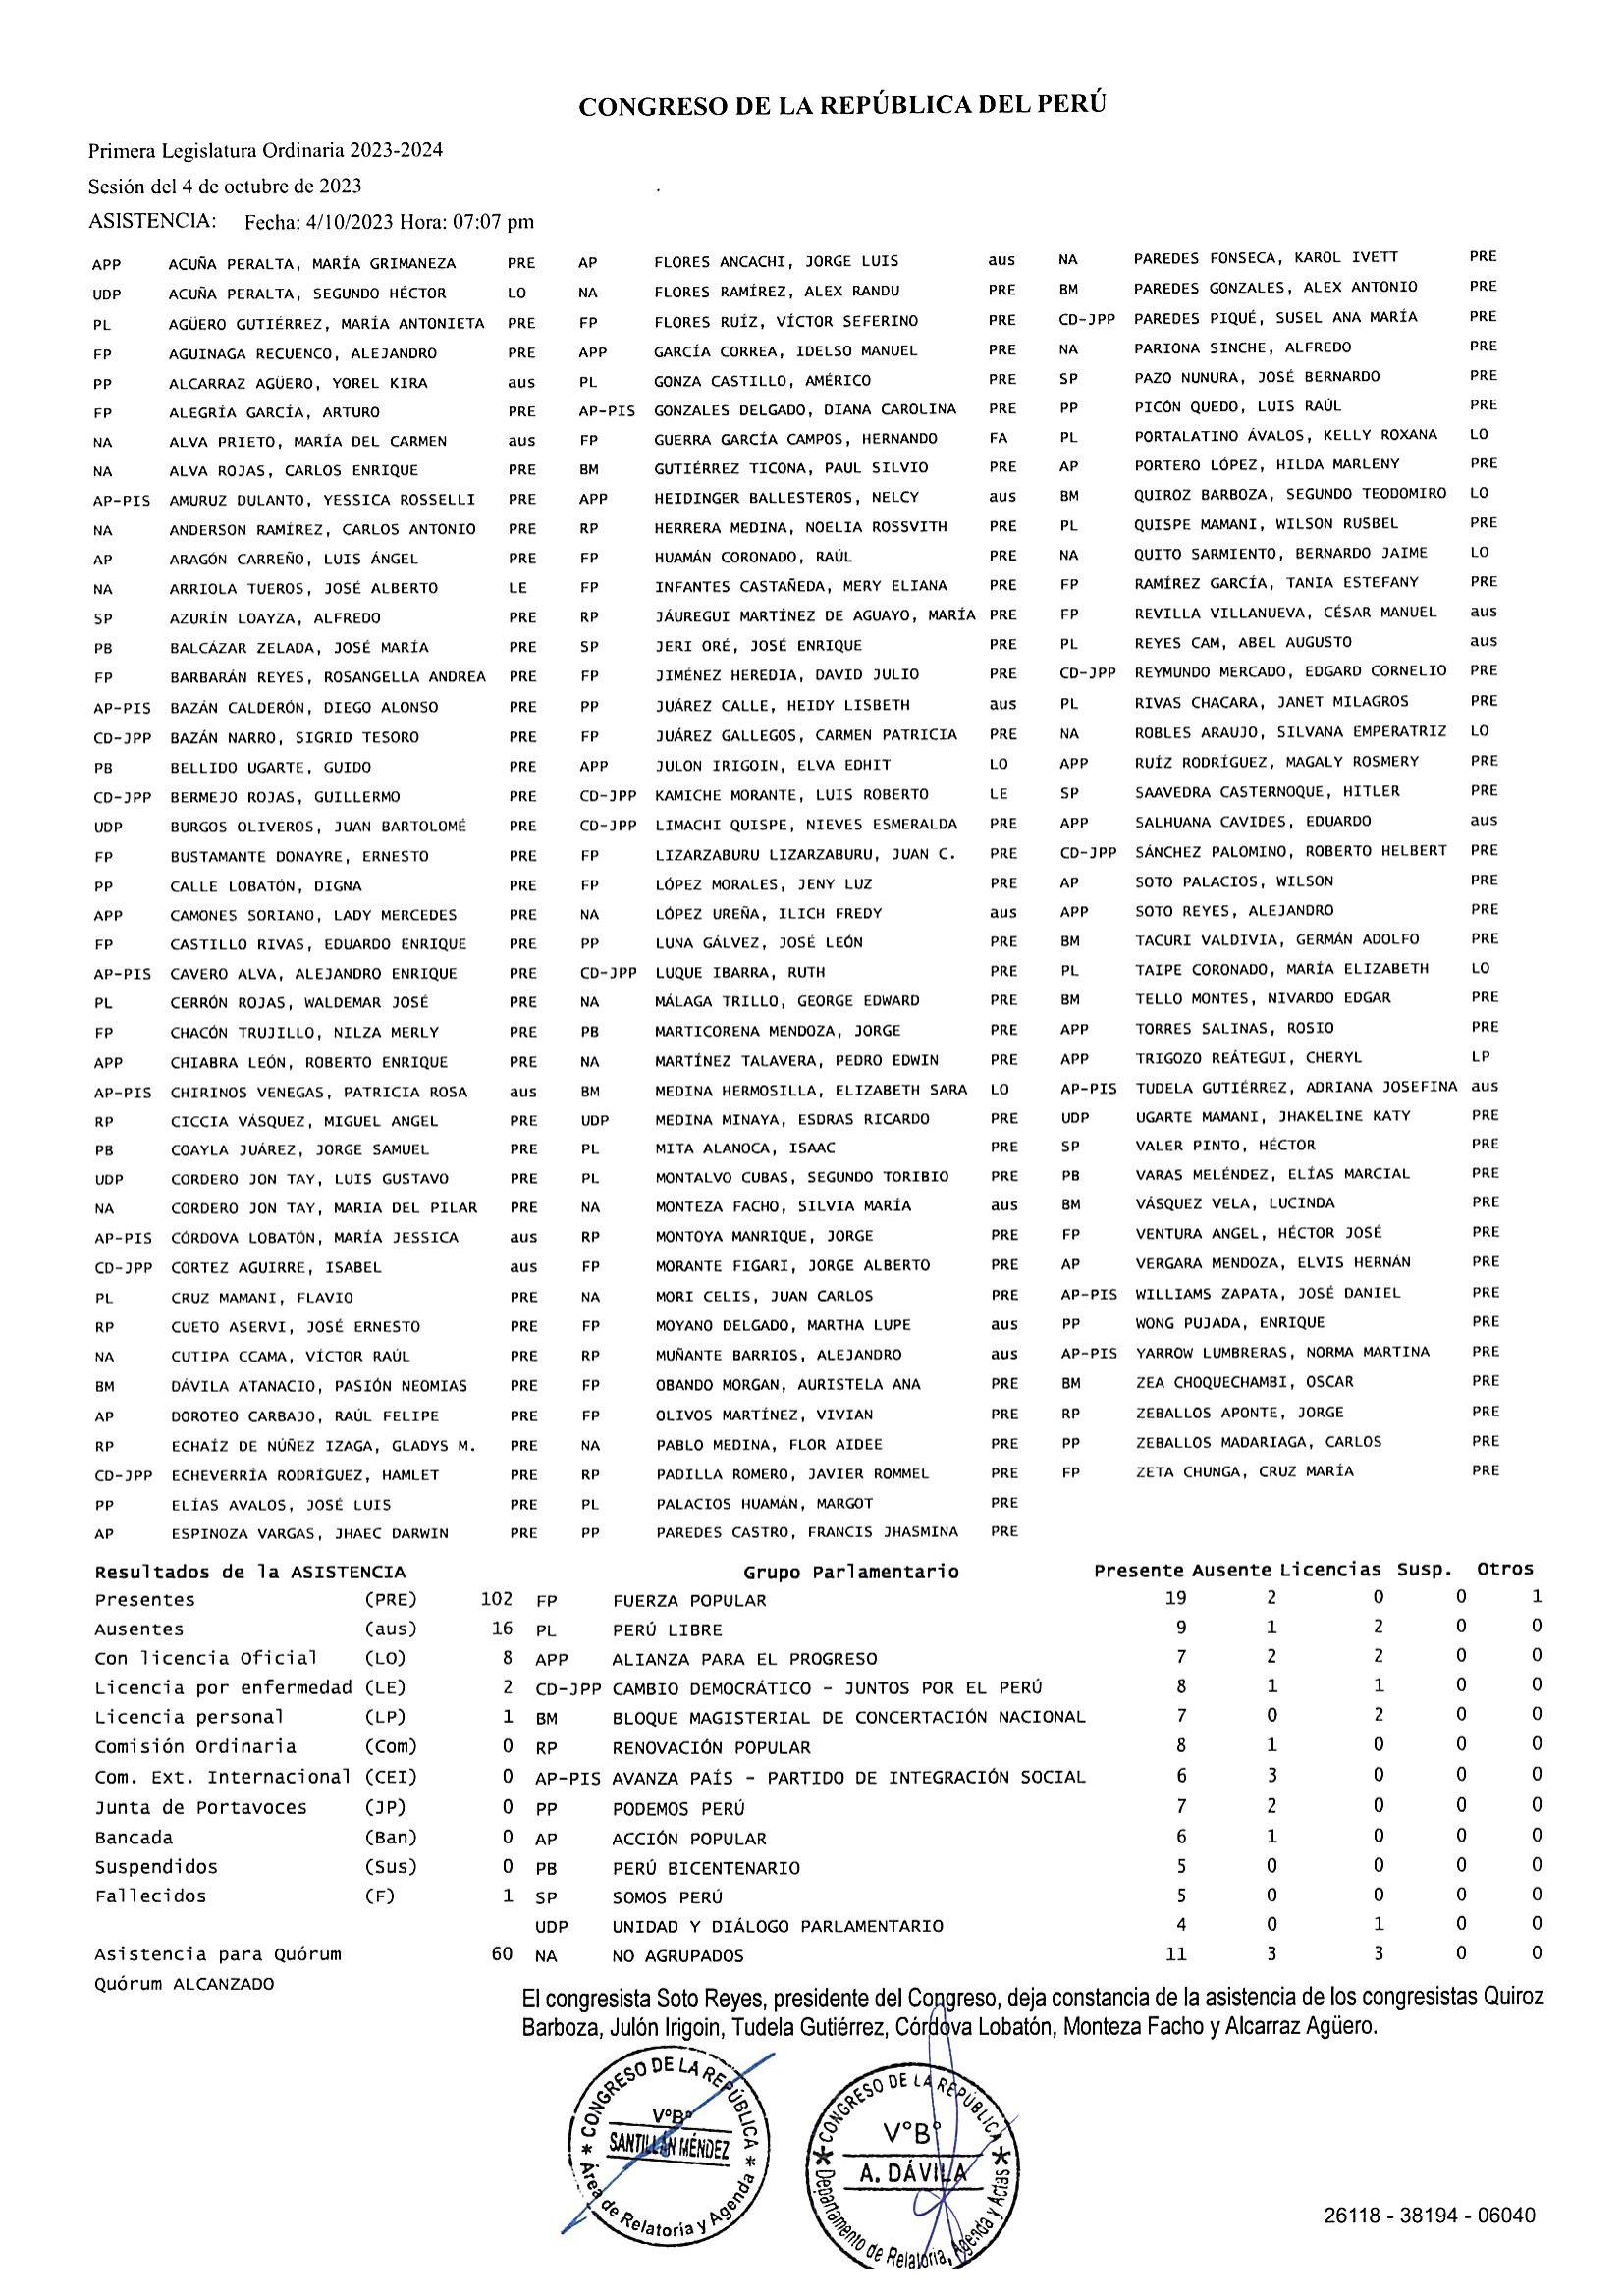 CONGRESO DE LA REPÚBLICA DEL PERÚ
Primera Legislatura Ordinaria 2023-2024
Sesión del 4 de octubre de 2023
ASISTENCIA: Fecha: 4/10/2023 Hora: 07:07 pm
APP ACUÑA PERALTA, MARÍA GRIMANEZA PRE AP FLORES ANCACHI, JORGE LUIS aus NA PAREDES FONSECA, KAROL IVETT PRE
UDP ACUÑA PERALTA, SEGUNDO HÉCTOR LO NA FLORES RAMÍREZ, ALEX RANDU PRE BM PAREDES GONZALES, ALEX ANTONIO PRE
PL AGÜERO GUTIÉRREZ, MARÍA ANTONIETA PRE FP FLORES RUÍZ, VÍCTOR SEFERINO PRE CD-JPP PAREDES PIQUÉ, SUSEL ANA MARÍA PRE
FP AGUINAGA RECUENCO, ALEJANDRO PRE APP GARCÍA CORREA, IDELSO MANUEL PRE NA PARIONA SINCHE, ALFREDO PRE
PP ALCARRAZ AGÜERO, YOREL KIRA aus PL GONZA CASTILLO, AMÉRICO PRE SP PAZO NUNURA, JOSÉ BERNARDO PRE
FP ALEGRÍA GARCÍA, ARTURO PRE AP-PIS GONZALES DELGADO, DIANA CAROLINA PRE PP PICÓN QUEDO, LUIS RAÚL PRE
NA ALVA PRIETO, MARÍA DEL CARMEN aus FP GUERRA GARCÍA CAMPOS, HERNANDO FA PL PORTALATINO ÁVALOS, KELLY ROXANA LO
NA ALVA ROJAS, CARLOS ENRIQUE PRE BM GUTIÉRREZ TICONA, PAUL SILVIO PRE AP PORTERO LÓPEZ, HILDA MARLENY PRE
AP-PIS AMURUZ DULANTO, YESSICA ROSSELLI PRE APP HEIDINGER BALLESTEROS, NELCY aus BM QUIROZ BARBOZA, SEGUNDO TEODOMIRO LO
NA ANDERSON RAMÍREZ, CARLOS ANTONIO PRE RP HERRERA MEDINA, NOELIA ROSSVITH PRE PL QUISPE MAMANI, WILSON RUSBEL PRE
AP ARAGÓN CARREÑO, LUIS ÁNGEL PRE FP HUAMÁN CORONADO, RAÚL PRE NA QUITO SARMIENTO, BERNARDO JAIME LO
NA ARRIOLA TUEROS, JOSÉ ALBERTO LE FP INFANTES CASTAÑEDA, MERY ELIANA PRE FP RAMÍREZ GARCÍA, TANIA ESTEFANY PRE
SP AZURÍN LOAYZA, ALFREDO PRE RP JÁUREGUI MARTÍNEZ DE AGUAYO, MARÍA PRE FP REVILLA VILLANUEVA, CÉSAR MANUEL aus
PB BALCÁZAR ZELADA, JOSÉ MARÍA PRE SP JERI ORÉ, JOSÉ ENRIQUE PRE PL REYES CAM, ABEL AUGUSTO aus
FP BARBARÁN REYES, ROSANGELLA ANDREA PRE FP JIMÉNEZ HEREDIA, DAVID JULIO PRE CD-JPP REYMUNDO MERCADO, EDGARD CORNELIO PRE
AP-PIS BAZÁN CALDERÓN, DIEGO ALONSO PRE PP JUÁREZ CALLE, HEIDY LISBETH aus PL RIVAS CHACARA, JANET MILAGROS PRE
CD-JPP BAZÁN NARRO, SIGRID TESORO PRE FP JUÁREZ GALLEGOS, CARMEN PATRICIA PRE NA ROBLES ARAUJO, SILVANA EMPERATRIZ LO
PB BELLIDO UGARTE, GUIDO PRE APP JULON IRIGOIN, ELVA EDHIT LO APP RUÍZ RODRÍGUEZ, MAGALY ROSMERY PRE
CD-JPP BERMEJO ROJAS, GUILLERMO PRE CD-JPP KAMICHE MORANTE, LUIS ROBERTO LE SP SAAVEDRA CASTERNOQUE, HITLER PRE
UDP BURGOS OLIVEROS, JUAN BARTOLOMÉ PRE CD-JPP LIMACHI QUISPE, NIEVES ESMERALDA PRE APP SALHUANA CAVIDES, EDUARDO aus
FP BUSTAMANTE DONAYRE, ERNESTO PRE FP LIZARZABURU LIZARZABURU, JUAN C. PRE CD-JPP SÁNCHEZ PALOMINO, ROBERTO HELBERT PRE
PP CALLE LOBATÓN, DIGNA PRE FP LÓPEZ MORALES, JENY LUZ PRE AP SOTO PALACIOS, WILSON PRE
APP CAMONES SORIANO, LADY MERCEDES PRE NA LÓPEZ UREÑA, ILICH FREDY aus APP SOTO REYES, ALEJANDRO PRE
FP CASTILLO RIVAS, EDUARDO ENRIQUE PRE PP LUNA GÁLVEZ, JOSÉ LEÓN PRE BM TACURI VALDIVIA, GERMÁN ADOLFO PRE
AP-PIS CAVERO ALVA, ALEJANDRO ENRIQUE PRE CD-JPP LUQUE IBARRA, RUTH PRE PL TAIPE CORONADO, MARÍA ELIZABETH LO
PL CERRÓN ROJAS, WALDEMAR JOSÉ PRE NA MÁLAGA TRILLO, GEORGE EDWARD PRE BM TELLO MONTES, NIVARDO EDGAR PRE
FP CHACÓN TRUJILLO, NILZA MERLY PRE PB MARTICORENA MENDOZA, JORGE PRE APP TORRES SALINAS, ROSIO PRE
APP CHIABRA LEÓN, ROBERTO ENRIQUE PRE NA MARTÍNEZ TALAVERA, PEDRO EDWIN PRE APP TRIGOZO REÁTEGUI, CHERYL LP
AP-PIS CHIRINOS VENEGAS, PATRICIA ROSA aus BM MEDINA HERMOSILLA, ELIZABETH SARA LO AP-PIS TUDELA GUTIÉRREZ, ADRIANA JOSEFINA aus
RP CICCIA VÁSQUEZ, MIGUEL ANGEL PRE UDP MEDINA MINAYA, ESDRAS RICARDO PRE UDP UGARTE MAMANI, JHAKELINE KATY PRE
PB COAYLA JUÁREZ, JORGE SAMUEL PRE PL MITA ALANOCA, ISAAC PRE SP VALER PINTO, HÉCTOR PRE
UDP CORDERO JON TAY, LUIS GUSTAVO PRE PL MONTALVO CUBAS, SEGUNDO TORIBIO PRE PB VARAS MELÉNDEZ, ELÍAS MARCIAL PRE
NA CORDERO JON TAY, MARIA DEL PILAR PRE NA MONTEZA FACHO, SILVIA MARÍA aus BM VÁSQUEZ VELA, LUCINDA PRE
AP-PIS CÓRDOVA LOBATÓN, MARÍA JESSICA aus RP MONTOYA MANRIQUE, JORGE PRE FP VENTURA ANGEL, HÉCTOR JOSÉ PRE
CD-JPP CORTEZ AGUIRRE, ISABEL aus FP MORANTE FIGARI, JORGE ALBERTO PRE AP VERGARA MENDOZA, ELVIS HERNÁN PRE
PL CRUZ MAMANI, FLAVIO PRE NA MORI CELIS, JUAN CARLOS PRE AP-PIS WILLIAMS ZAPATA, JOSÉ DANIEL PRE
RP CUETO ASERVI, JOSÉ ERNESTO PRE FP MOYANO DELGADO, MARTHA LUPE aus PP WONG PUJADA, ENRIQUE PRE
NA CUTIPA CCAMA, VÍCTOR RAÚL PRE RP MUÑANTE BARRIOS, ALEJANDRO aus AP-PIS YARROW LUMBRERAS, NORMA MARTINA PRE
BM DÁVILA ATANACIO, PASIÓN NEOMIAS PRE FP OBANDO MORGAN, AURISTELA ANA PRE BM ZEA CHOQUECHAMBI, OSCAR PRE
AP DOROTEO CARBAJO, RAÚL FELIPE PRE FP OLIVOS MARTÍNEZ, VIVIAN PRE RP ZEBALLOS APONTE, JORGE PRE
RP ECHAÍZ DE NÚÑEZ IZAGA, GLADYS M. PRE NA PABLO MEDINA, FLOR AIDEE PRE PP ZEBALLOS MADARIAGA, CARLOS PRE
CD-JPP ECHEVERRÍA RODRÍGUEZ, HAMLET PRE RP PADILLA ROMERO, JAVIER ROMMEL PRE FP ZETA CHUNGA, CRUZ MARÍA PRE
PP ELÍAS AVALOS, JOSÉ LUIS PRE PL PALACIOS HUAMÁN, MARGOT PRE
AP ESPINOZA VARGAS, JHAEC DARWIN PRE PP PAREDES CASTRO, FRANCIS JHASMINA PRE
Resultados de la ASISTENCIA Grupo Parlamentario Presente Ausente Licencias Susp. Otros
Presentes (PRE) 102 FP FUERZA POPULAR 19 2 0 0 1
Ausentes (aus) 16 PL PERÚ LIBRE 9 1 2 0 0
Con licencia Oficial (LO) 8 APP ALIANZA PARA EL PROGRESO 7 2 2 0 0
Licencia por enfermedad (LE) 2 CD-JPP CAMBIO DEMOCRÁTICO - JUNTOS POR EL PERÚ 8 1 1 0 0
Licencia personal (LP) 1 BM BLOQUE MAGISTERIAL DE CONCERTACIÓN NACIONAL 7 0 2 0 0
Comisión Ordinaria (Com) 0 RP RENOVACIÓN POPULAR 8 1 0 0 0
Com. Ext. Internacional (CEI) 0 AP-PIS AVANZA PAÍS - PARTIDO DE INTEGRACIÓN SOCIAL 6 3 0 0 0
Junta de Portavoces (JP) 0 PP PODEMOS PERÚ 7 2 0 0 0
Bancada (Ban) 0 AP ACCIÓN POPULAR 6 1 0 0 0
Suspendidos (Sus) 0 PB PERÚ BICENTENARIO 5 0 0 0 0
Fallecidos (F) 1 SP SOMOS PERÚ 5 0 0 0 0
UDP UNIDAD Y DIÁLOGO PARLAMENTARIO 4 0 1 0 0
Asistencia para Quórum 60 NA NO AGRUPADOS 11 3 3 0 0
Quórum ALCANZADO
El congresista Soto Reyes, presidente del Congreso, deja constancia de la asistencia de los congresistas Quiroz
Barboza, Julón Irigoin, Tudela Gutiérrez, Córdova Lobatón, Monteza Facho y Alcarraz Agüero.
* CONGRESO DE LA REPÚBLICA *
V°B°
SANTILLÁN MÉNDEZ
Área de Relatoría y Agenda
* CONGRESO DE LA REPÚBLICA *
V°B°
A. DÁVILA
Departamento de Relatoría, Agenda y Actas
26118 - 38194 - 06040